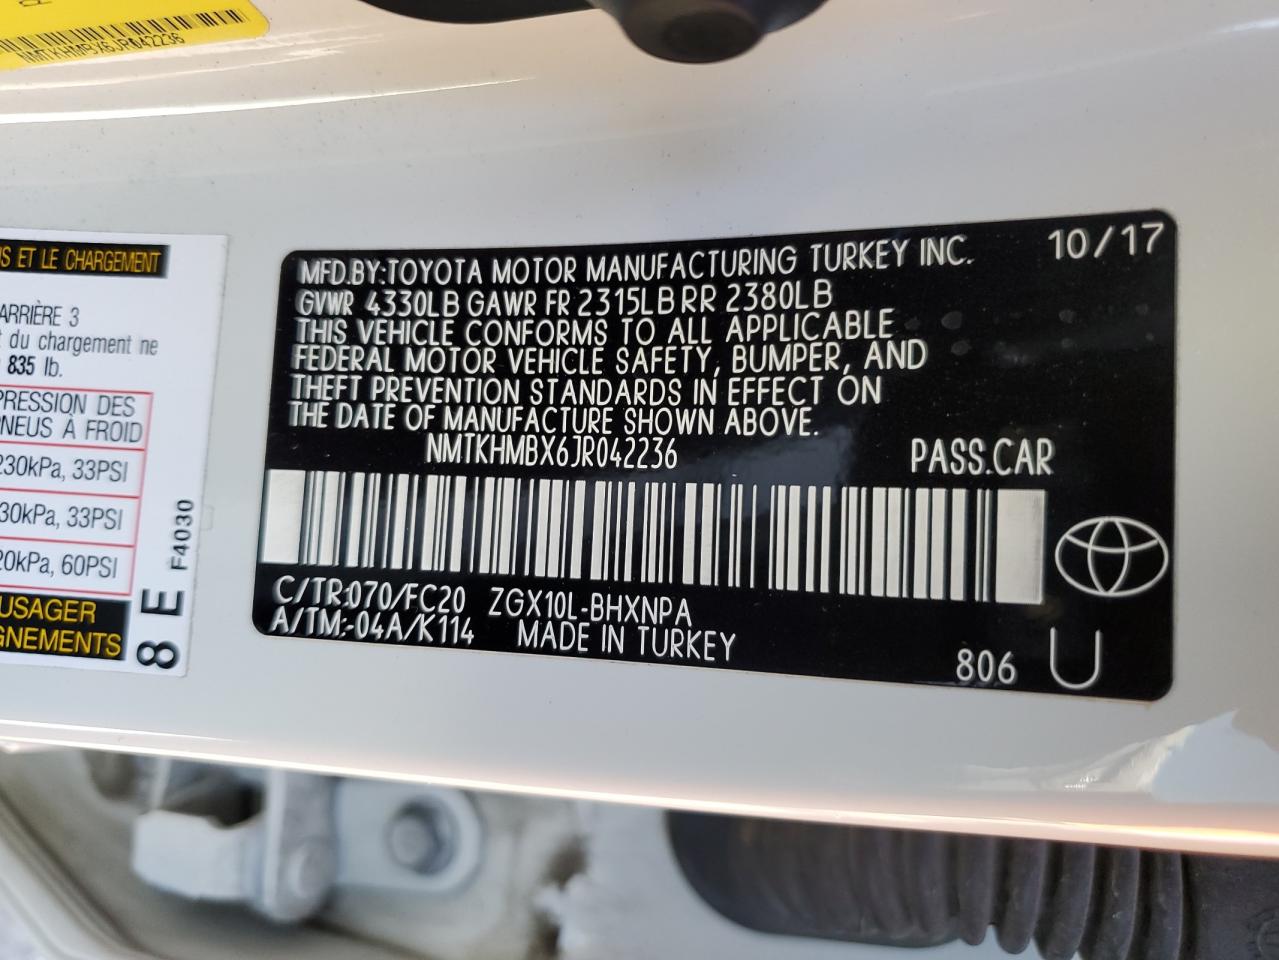 NMTKHMBX6JR042236
US ET LE CHARGEMENT
ARRIÈRE 3
t du chargement ne
835 lb.
PRESSION DES
PNEUS À FROID
230kPa, 33PSI
30kPa, 33PSI
20kPa, 60PSI
USAGER
GNEMENTS
8 E F4030
MFD.BY:TOYOTA MOTOR MANUFACTURING TURKEY INC. 10/17
GVWR 4330LB GAWR FR 2315LB RR 2380LB
THIS VEHICLE CONFORMS TO ALL APPLICABLE
FEDERAL MOTOR VEHICLE SAFETY, BUMPER, AND
THEFT PREVENTION STANDARDS IN EFFECT ON
THE DATE OF MANUFACTURE SHOWN ABOVE.
NMTKHMBX6JR042236 PASS.CAR
C/TR:070/FC20 ZGX10L-BHXNPA
A/TM:-04A/K114 MADE IN TURKEY
806 U